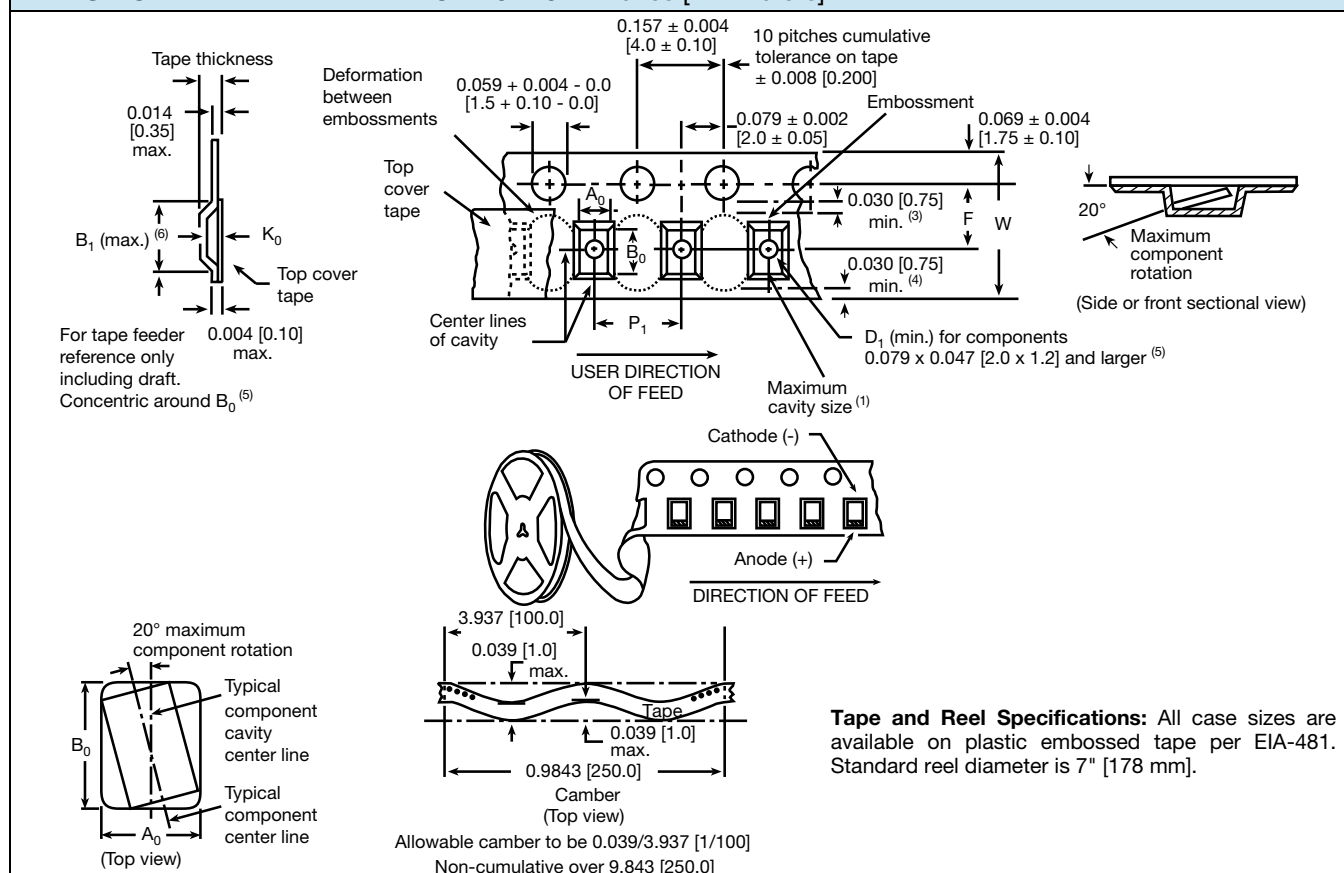 0.157 ± 0.004
[4.0 ± 0.10]
10 pitches cumulative
tolerance on tape
± 0.008 [0.200]
Tape thickness
0.014
[0.35]
max.
Deformation
between
embossments
0.059 + 0.004 - 0.0
[1.5 + 0.10 - 0.0]
Embossment
0.079 ± 0.002
[2.0 ± 0.05]
0.069 ± 0.004
[1.75 ± 0.10]
Top
cover
tape
A0
B0
0.030 [0.75]
min. (3)
F
W
20°
Maximum
component
rotation
(Side or front sectional view)
B1 (max.) (6)
K0
Top cover
tape
0.030 [0.75]
min. (4)
For tape feeder
reference only
including draft.
Concentric around B0 (5)
0.004 [0.10]
max.
Center lines
of cavity
P1
D1 (min.) for components
0.079 x 0.047 [2.0 x 1.2] and larger (5)
USER DIRECTION
OF FEED
Maximum
cavity size (1)
Cathode (-)
Anode (+)
DIRECTION OF FEED
20° maximum
component rotation
Typical
component
cavity
center line
B0
Typical
component
center line
A0
(Top view)
3.937 [100.0]
0.039 [1.0]
max.
Tape
0.039 [1.0]
max.
0.9843 [250.0]
Camber
(Top view)
Allowable camber to be 0.039/3.937 [1/100]
Non-cumulative over 9.843 [250.0]
Tape and Reel Specifications: All case sizes are
available on plastic embossed tape per EIA-481.
Standard reel diameter is 7" [178 mm].